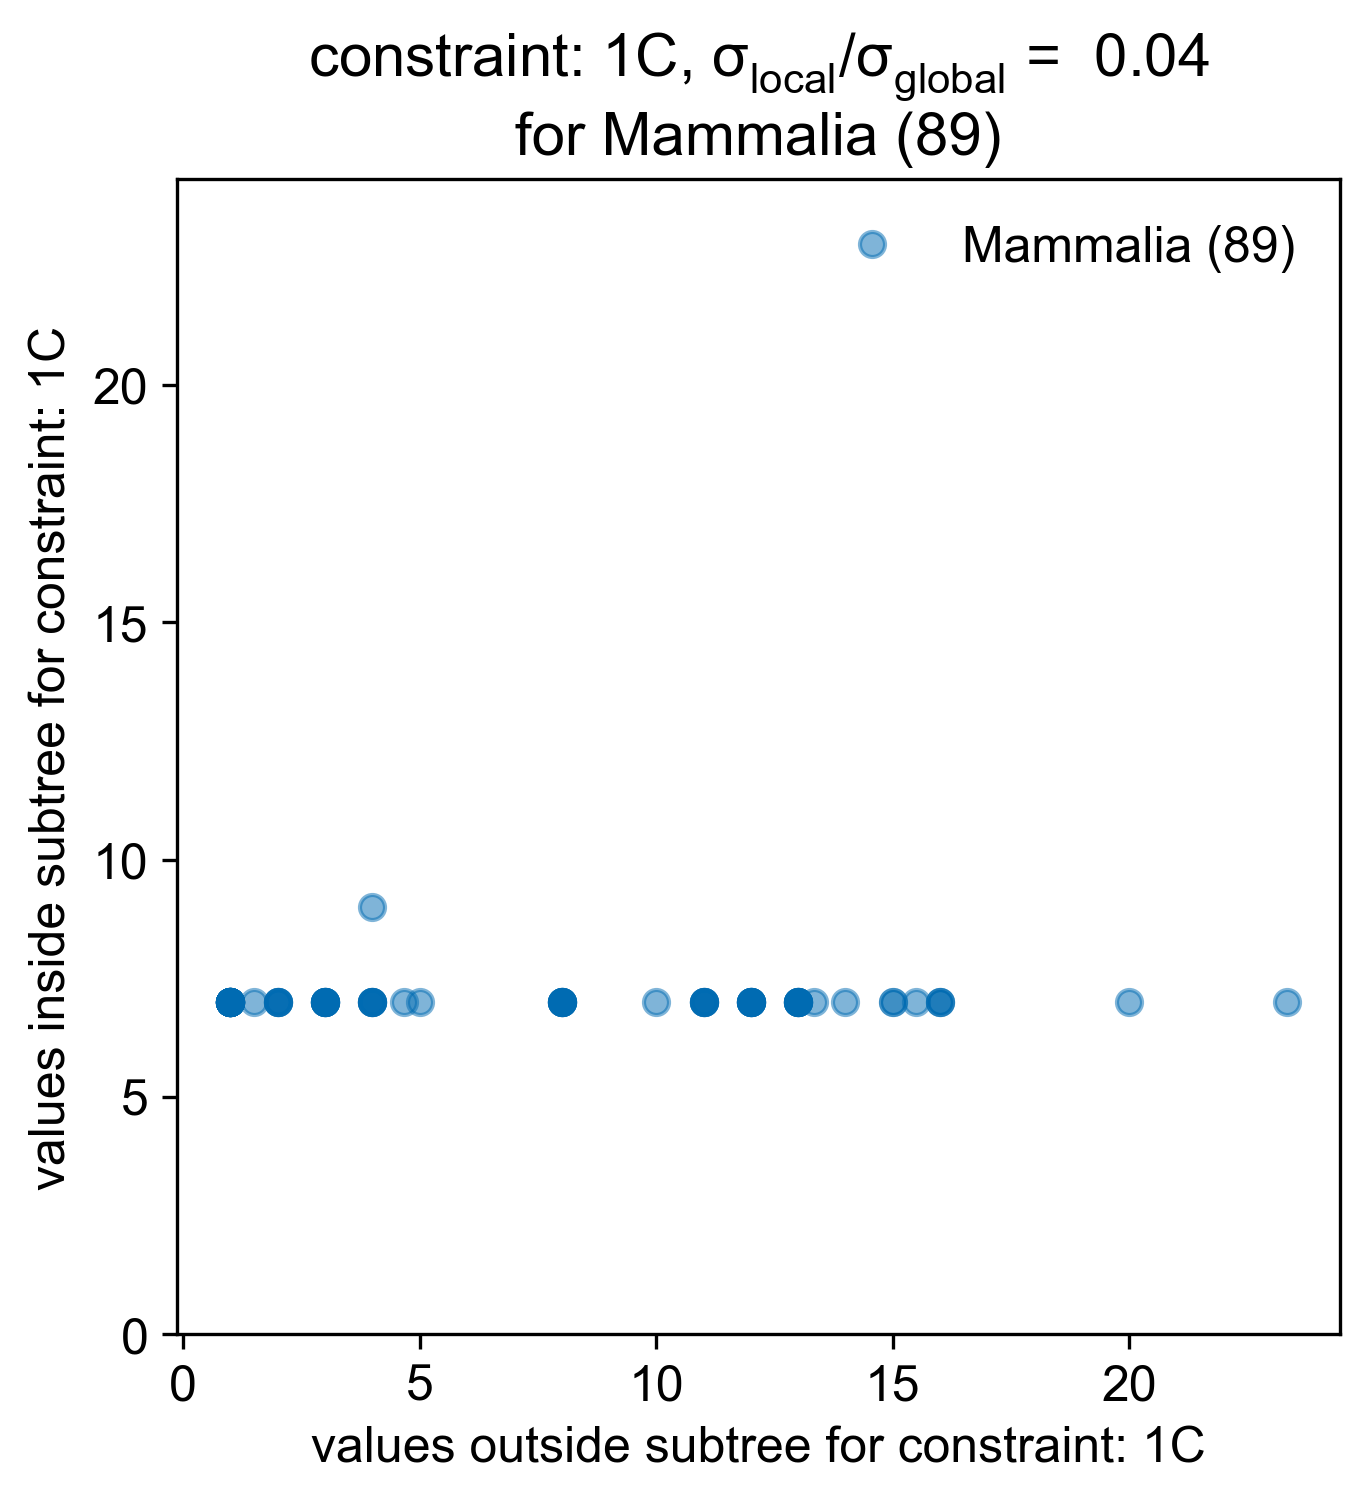 constraint: 1C, σlocal/σglobal = 0.04
for Mammalia (89)
Mammalia (89)
values inside subtree for constraint: 1C
20
15
10
5
0
0 5 10 15 20
values outside subtree for constraint: 1C